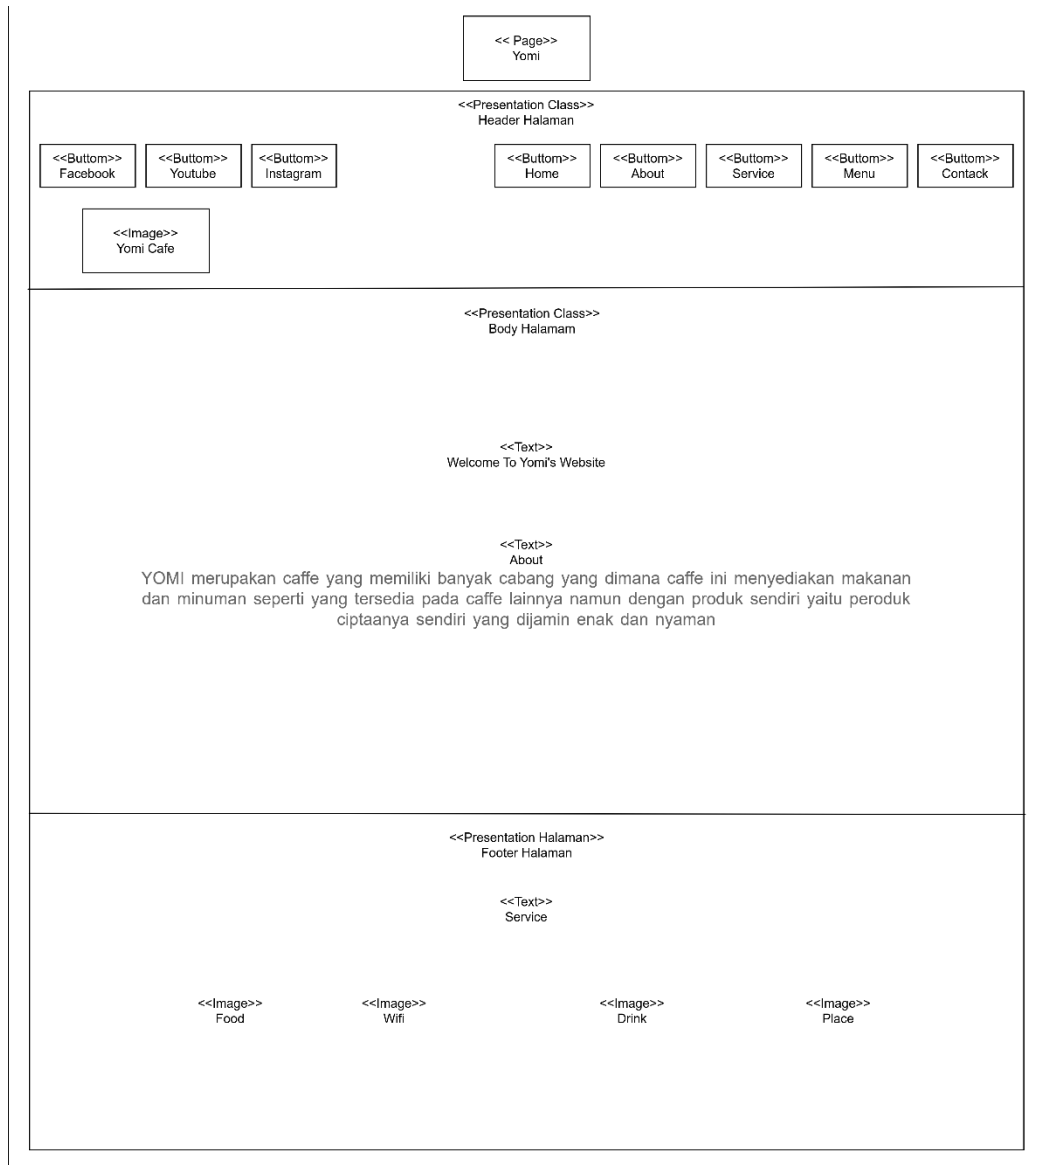 << Page>>
Yomi
<<Presentation Class>>
Header Halaman
<<Buttom>>
Facebook
<<Buttom>>
Youtube
<<Buttom>>
Instagram
<<Buttom>>
Home
<<Buttom>>
About
<<Buttom>>
Service
<<Buttom>>
Menu
<<Buttom>>
Contack
<<Image>>
Yomi Cafe
<<Presentation Class>>
Body Halamam
<<Text>>
Welcome To Yomi's Website
<<Text>>
About
YOMI merupakan caffe yang memiliki banyak cabang yang dimana caffe ini menyediakan makanan
dan minuman seperti yang tersedia pada caffe lainnya namun dengan produk sendiri yaitu peroduk
ciptaanya sendiri yang dijamin enak dan nyaman
<<Presentation Halaman>>
Footer Halaman
<<Text>>
Service
<<Image>>
Food
<<Image>>
Wifi
<<Image>>
Drink
<<Image>>
Place